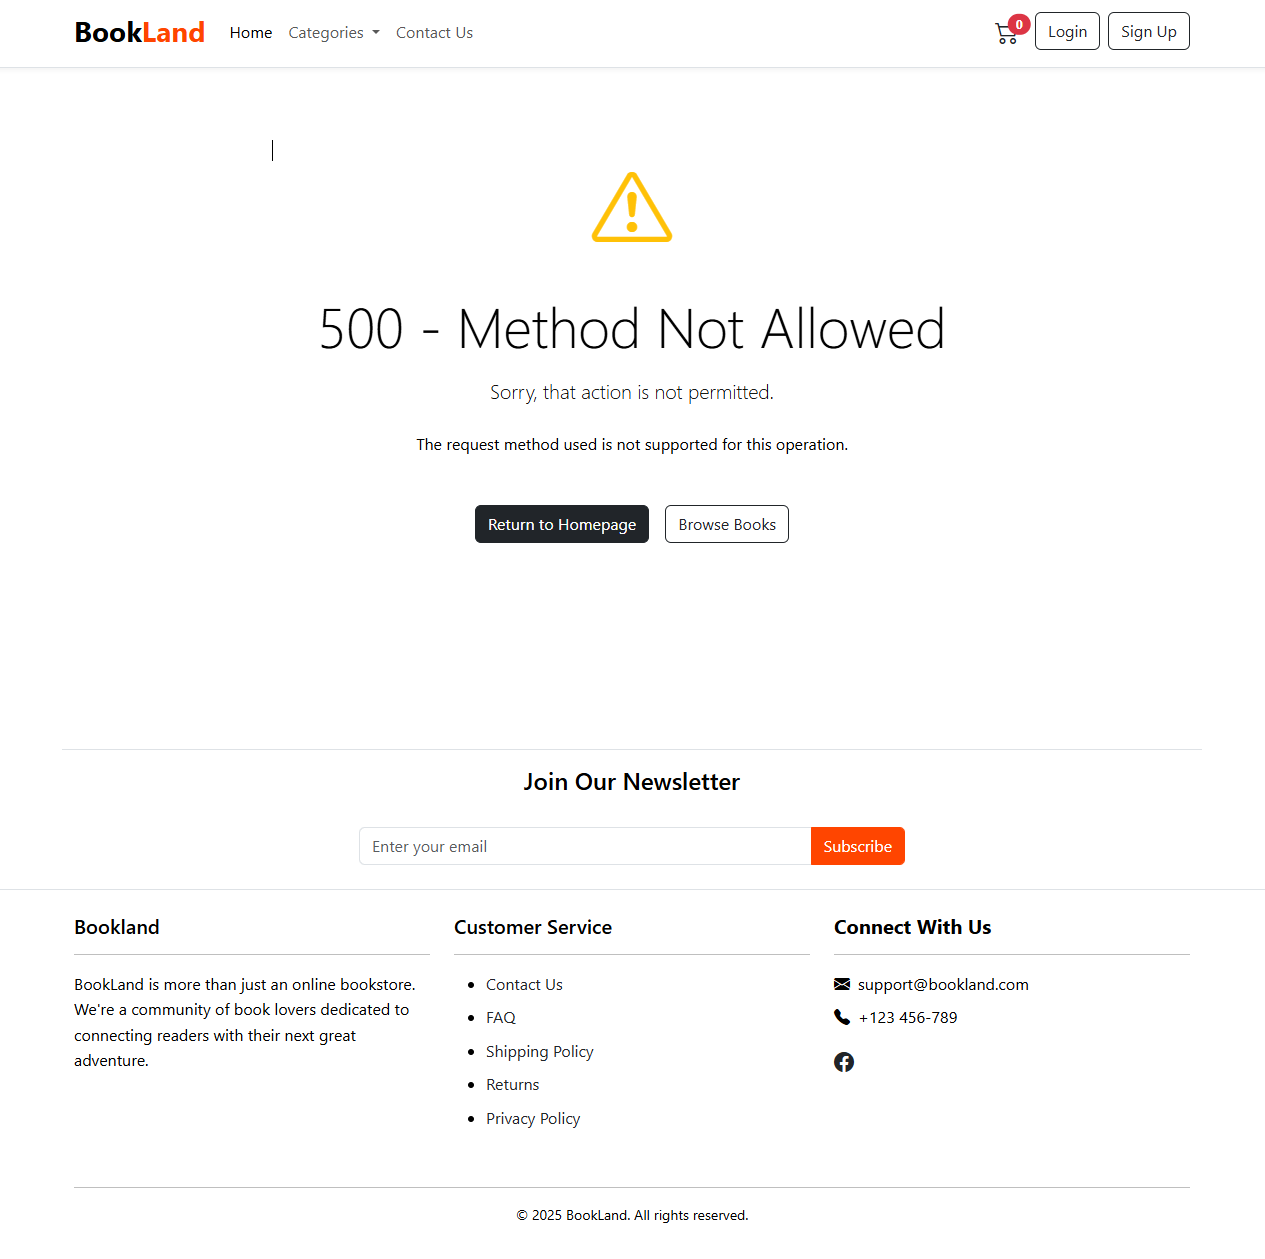 BookLand Home Categories Contact Us 0 Login Sign Up
500 - Method Not Allowed
Sorry, that action is not permitted.
The request method used is not supported for this operation.
Return to Homepage Browse Books
Join Our Newsletter
Enter your email Subscribe
Bookland
BookLand is more than just an online bookstore.
We're a community of book lovers dedicated to
connecting readers with their next great
adventure.
Customer Service
Contact Us
FAQ
Shipping Policy
Returns
Privacy Policy
Connect With Us
support@bookland.com
+123 456-789
© 2025 BookLand. All rights reserved.